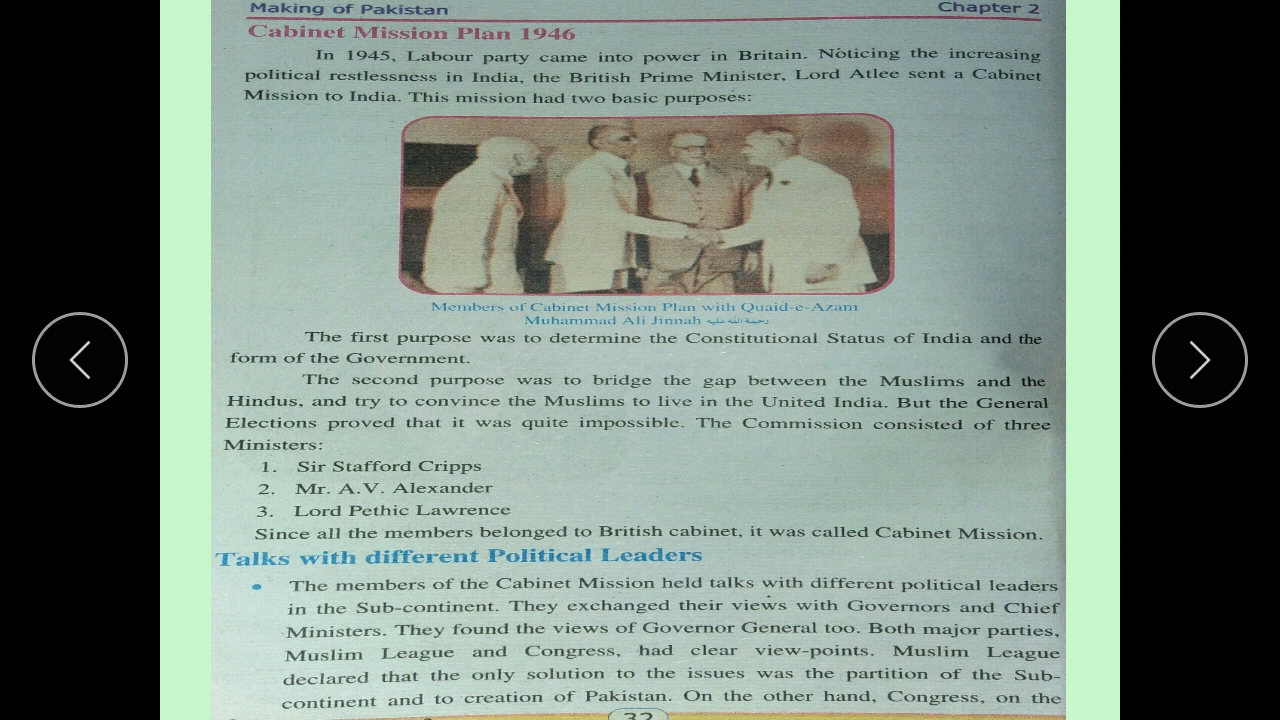 Making of Pakistan
Chapter 2
Cabinet Mission Plan 1946
In 1945, Labour party came into power in Britain. Noticing the increasing
political restlessness in India, the British Prime Minister, Lord Atlee sent a Cabinet
Mission to India. This mission had two basic purposes:
Members of Cabinet Mission Plan with Quaid-e-Azam
Muhammad Ali Jinnah رحمة الله عليه
The first purpose was to determine the Constitutional Status of India and the
form of the Government.
The second purpose was to bridge the gap between the Muslims and the
Hindus, and try to convince the Muslims to live in the United India. But the General
Elections proved that it was quite impossible. The Commission consisted of three
Ministers:
1. Sir Stafford Cripps
2. Mr. A.V. Alexander
3. Lord Pethic Lawrence
Since all the members belonged to British cabinet, it was called Cabinet Mission.
Talks with different Political Leaders
• The members of the Cabinet Mission held talks with different political leaders
in the Sub-continent. They exchanged their views with Governors and Chief
Ministers. They found the views of Governor General too. Both major parties,
Muslim League and Congress, had clear view-points. Muslim League
declared that the only solution to the issues was the partition of the Sub-
continent and to creation of Pakistan. On the other hand, Congress, on the
32